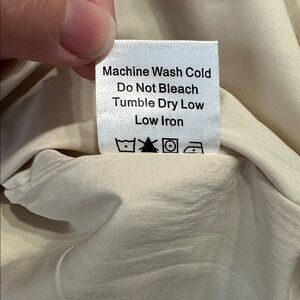 Machine Wash Cold
Do Not Bleach
Tumble Dry Low
Low Iron